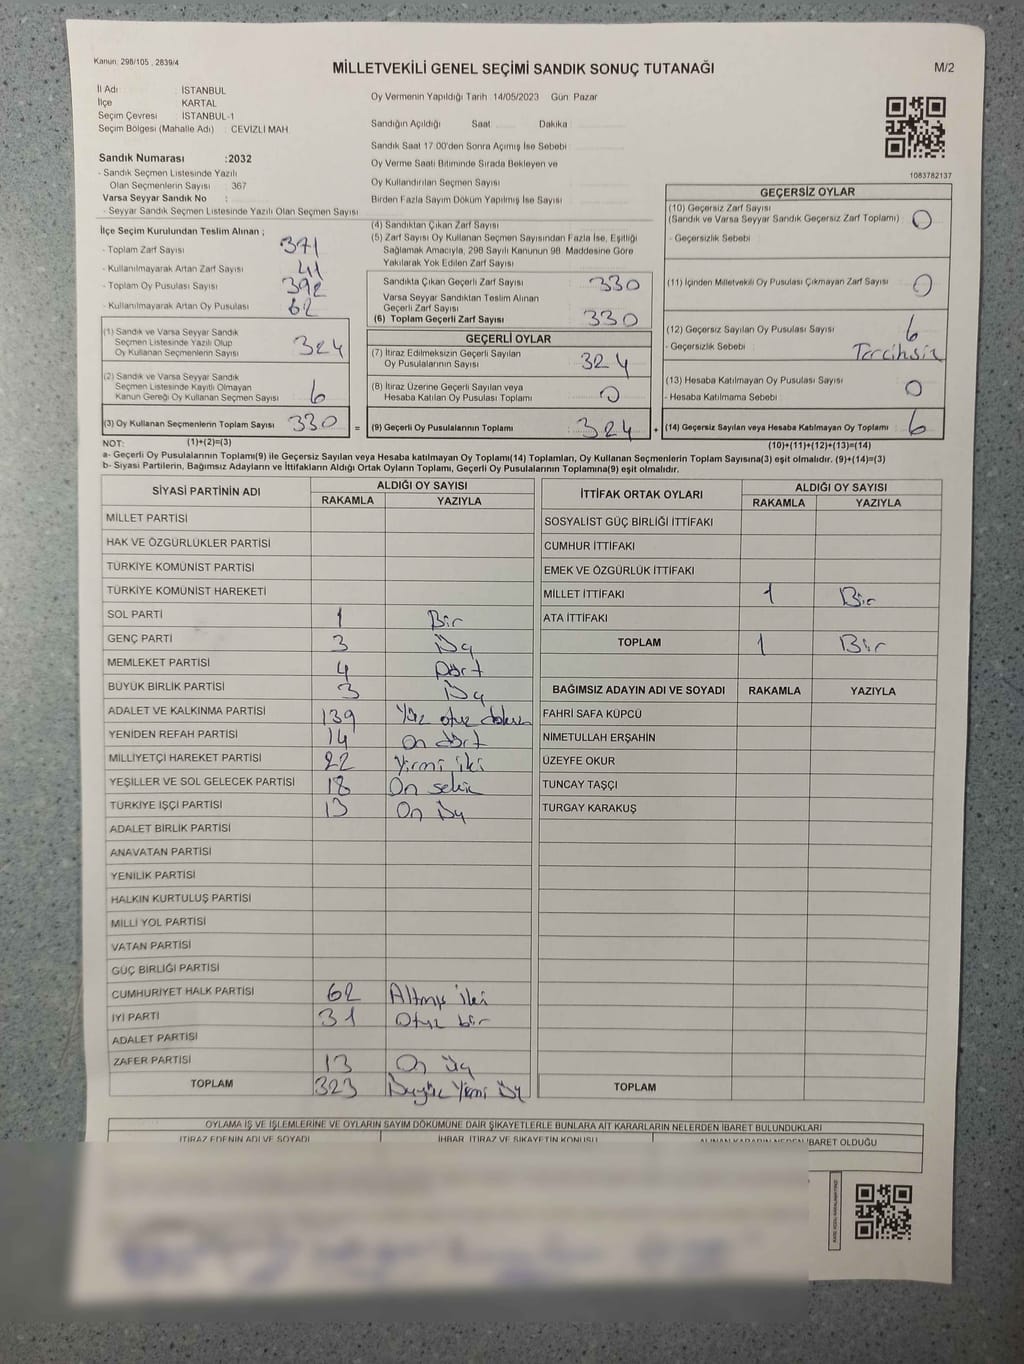 Kanun: 298/105 , 2839/4
MİLLETVEKİLİ GENEL SEÇİMİ SANDIK SONUÇ TUTANAĞI
M/2
İl Adı : İSTANBUL
İlçe : KARTAL
Seçim Çevresi : İSTANBUL-1
Seçim Bölgesi (Mahalle Adı) : CEVİZLİ MAH.
Oy Vermenin Yapıldığı Tarih: 14/05/2023 Gün: Pazar
Sandığın Açıldığı Saat Dakika
Sandık Saat 17.00'den Sonra Açımış İse Sebebi
Oy Verme Saati Bitiminde Sırada Bekleyen ve
Oy Kullandırılan Seçmen Sayısı
Birden Fazla Sayım Döküm Yapılmış İse Sayısı
1083782137
Sandık Numarası :2032
- Sandık Seçmen Listesinde Yazılı
Olan Seçmenlerin Sayısı : 367
Varsa Seyyar Sandık No :
- Seyyar Sandık Seçmen Listesinde Yazılı Olan Seçmen Sayısı
İlçe Seçim Kurulundan Teslim Alınan ;
- Toplam Zarf Sayısı 371
- Kullanılmayarak Artan Zarf Sayısı 41
- Toplam Oy Pusulası Sayısı 392
- Kullanılmayarak Artan Oy Pusulası 62
(1) Sandık ve Varsa Seyyar Sandık
Seçmen Listesinde Yazılı Olup
Oy Kullanan Seçmenlerin Sayısı 324
(2) Sandık ve Varsa Seyyar Sandık
Seçmen Listesinde Kayıtlı Olmayan
Kanun Gereği Oy Kullanan Seçmen Sayısı 6
(3) Oy Kullanan Seçmenlerin Toplam Sayısı 330 =
(1)+(2)=(3)
(4) Sandıktan Çıkan Zarf Sayısı
(5) Zarf Sayısı Oy Kullanan Seçmen Sayısından Fazla İse, Eşitliği
Sağlamak Amacıyla, 298 Sayılı Kanunun 98. Maddesine Göre
Yakılarak Yok Edilen Zarf Sayısı
Sandıkta Çıkan Geçerli Zarf Sayısı 330
Varsa Seyyar Sandıktan Teslim Alınan
Geçerli Zarf Sayısı
(6) Toplam Geçerli Zarf Sayısı 330
GEÇERLİ OYLAR
(7) İtiraz Edilmeksizin Geçerli Sayılan
Oy Pusulalarının Sayısı 324
(8) İtiraz Üzerine Geçerli Sayılan veya
Hesaba Katılan Oy Pusulası Toplamı 0
(9) Geçerli Oy Pusulalarının Toplamı 324 +
GEÇERSİZ OYLAR
(10) Geçersiz Zarf Sayısı
(Sandık ve Varsa Seyyar Sandık Geçersiz Zarf Toplamı) 0
- Geçersizlik Sebebi
(11) İçinden Milletvekili Oy Pusulası Çıkmayan Zarf Sayısı 0
(12) Geçersiz Sayılan Oy Pusulası Sayısı 6
- Geçersizlik Sebebi Tercihsiz
(13) Hesaba Katılmayan Oy Pusulası Sayısı 0
- Hesaba Katılmama Sebebi
(14) Geçersiz Sayılan veya Hesaba Katılmayan Oy Toplamı 6
(10)+(11)+(12)+(13)=(14)
NOT:
a- Geçerli Oy Pusulalarının Toplamı(9) ile Geçersiz Sayılan veya Hesaba katılmayan Oy Toplamı(14) Toplamları, Oy Kullanan Seçmenlerin Toplam Sayısına(3) eşit olmalıdır. (9)+(14)=(3)
b- Siyasi Partilerin, Bağımsız Adayların ve İttifakların Aldığı Ortak Oyların Toplamı, Geçerli Oy Pusulalarının Toplamına(9) eşit olmalıdır.
SİYASİ PARTİNİN ADI ALDIĞI OY SAYISI
RAKAMLA YAZIYLA
MİLLET PARTİSİ
HAK VE ÖZGÜRLÜKLER PARTİSİ
TÜRKİYE KOMÜNİST PARTİSİ
TÜRKİYE KOMÜNİST HAREKETİ
SOL PARTİ 1 Bir
GENÇ PARTİ 3 Üç
MEMLEKET PARTİSİ 4 Dört
BÜYÜK BİRLİK PARTİSİ 3 Üç
ADALET VE KALKINMA PARTİSİ 139 Yüz otuz dokuz
YENİDEN REFAH PARTİSİ 14 On dört
MİLLİYETÇİ HAREKET PARTİSİ 22 Yirmi iki
YEŞİLLER VE SOL GELECEK PARTİSİ 18 On sekiz
TÜRKİYE İŞÇİ PARTİSİ 13 On Üç
ADALET BİRLİK PARTİSİ
ANAVATAN PARTİSİ
YENİLİK PARTİSİ
HALKIN KURTULUŞ PARTİSİ
MİLLİ YOL PARTİSİ
VATAN PARTİSİ
GÜÇ BİRLİĞİ PARTİSİ
CUMHURİYET HALK PARTİSİ 62 Altmış iki
İYİ PARTİ 31 Otuz bir
ADALET PARTİSİ
ZAFER PARTİSİ 13 On üç
TOPLAM 323 Üçyüz Yirmi Üç
İTTİFAK ORTAK OYLARI ALDIĞI OY SAYISI
RAKAMLA YAZIYLA
SOSYALİST GÜÇ BİRLİĞİ İTTİFAKI
CUMHUR İTTİFAKI
EMEK VE ÖZGÜRLÜK İTTİFAKI
MİLLET İTTİFAKI 1 Bir
ATA İTTİFAKI
TOPLAM 1 Bir
BAĞIMSIZ ADAYIN ADI VE SOYADI RAKAMLA YAZIYLA
FAHRİ SAFA KÜPCÜ
NİMETULLAH ERŞAHİN
ÜZEYFE OKUR
TUNCAY TAŞÇI
TURGAY KARAKUŞ
TOPLAM
OYLAMA İŞ VE İŞLEMLERİNE VE OYLARIN SAYIM DÖKÜMÜNE DAİR ŞİKAYETLERLE BUNLARA AİT KARARLARIN NELERDEN İBARET BULUNDUKLARI
İTİRAZ EDENİN ADI VE SOYADI İHBAR, İTİRAZ VE ŞİKAYETİN KONUSU ALINAN KARARIN NEDEN İBARET OLDUĞU